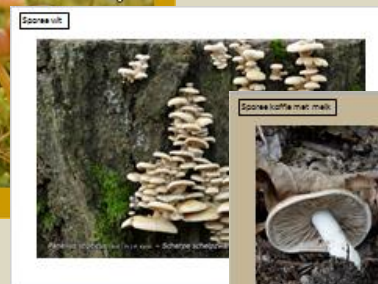 Sporee wit
Sporee koffie met melk
Panellus stipticus
– Scherpe schelpzwam